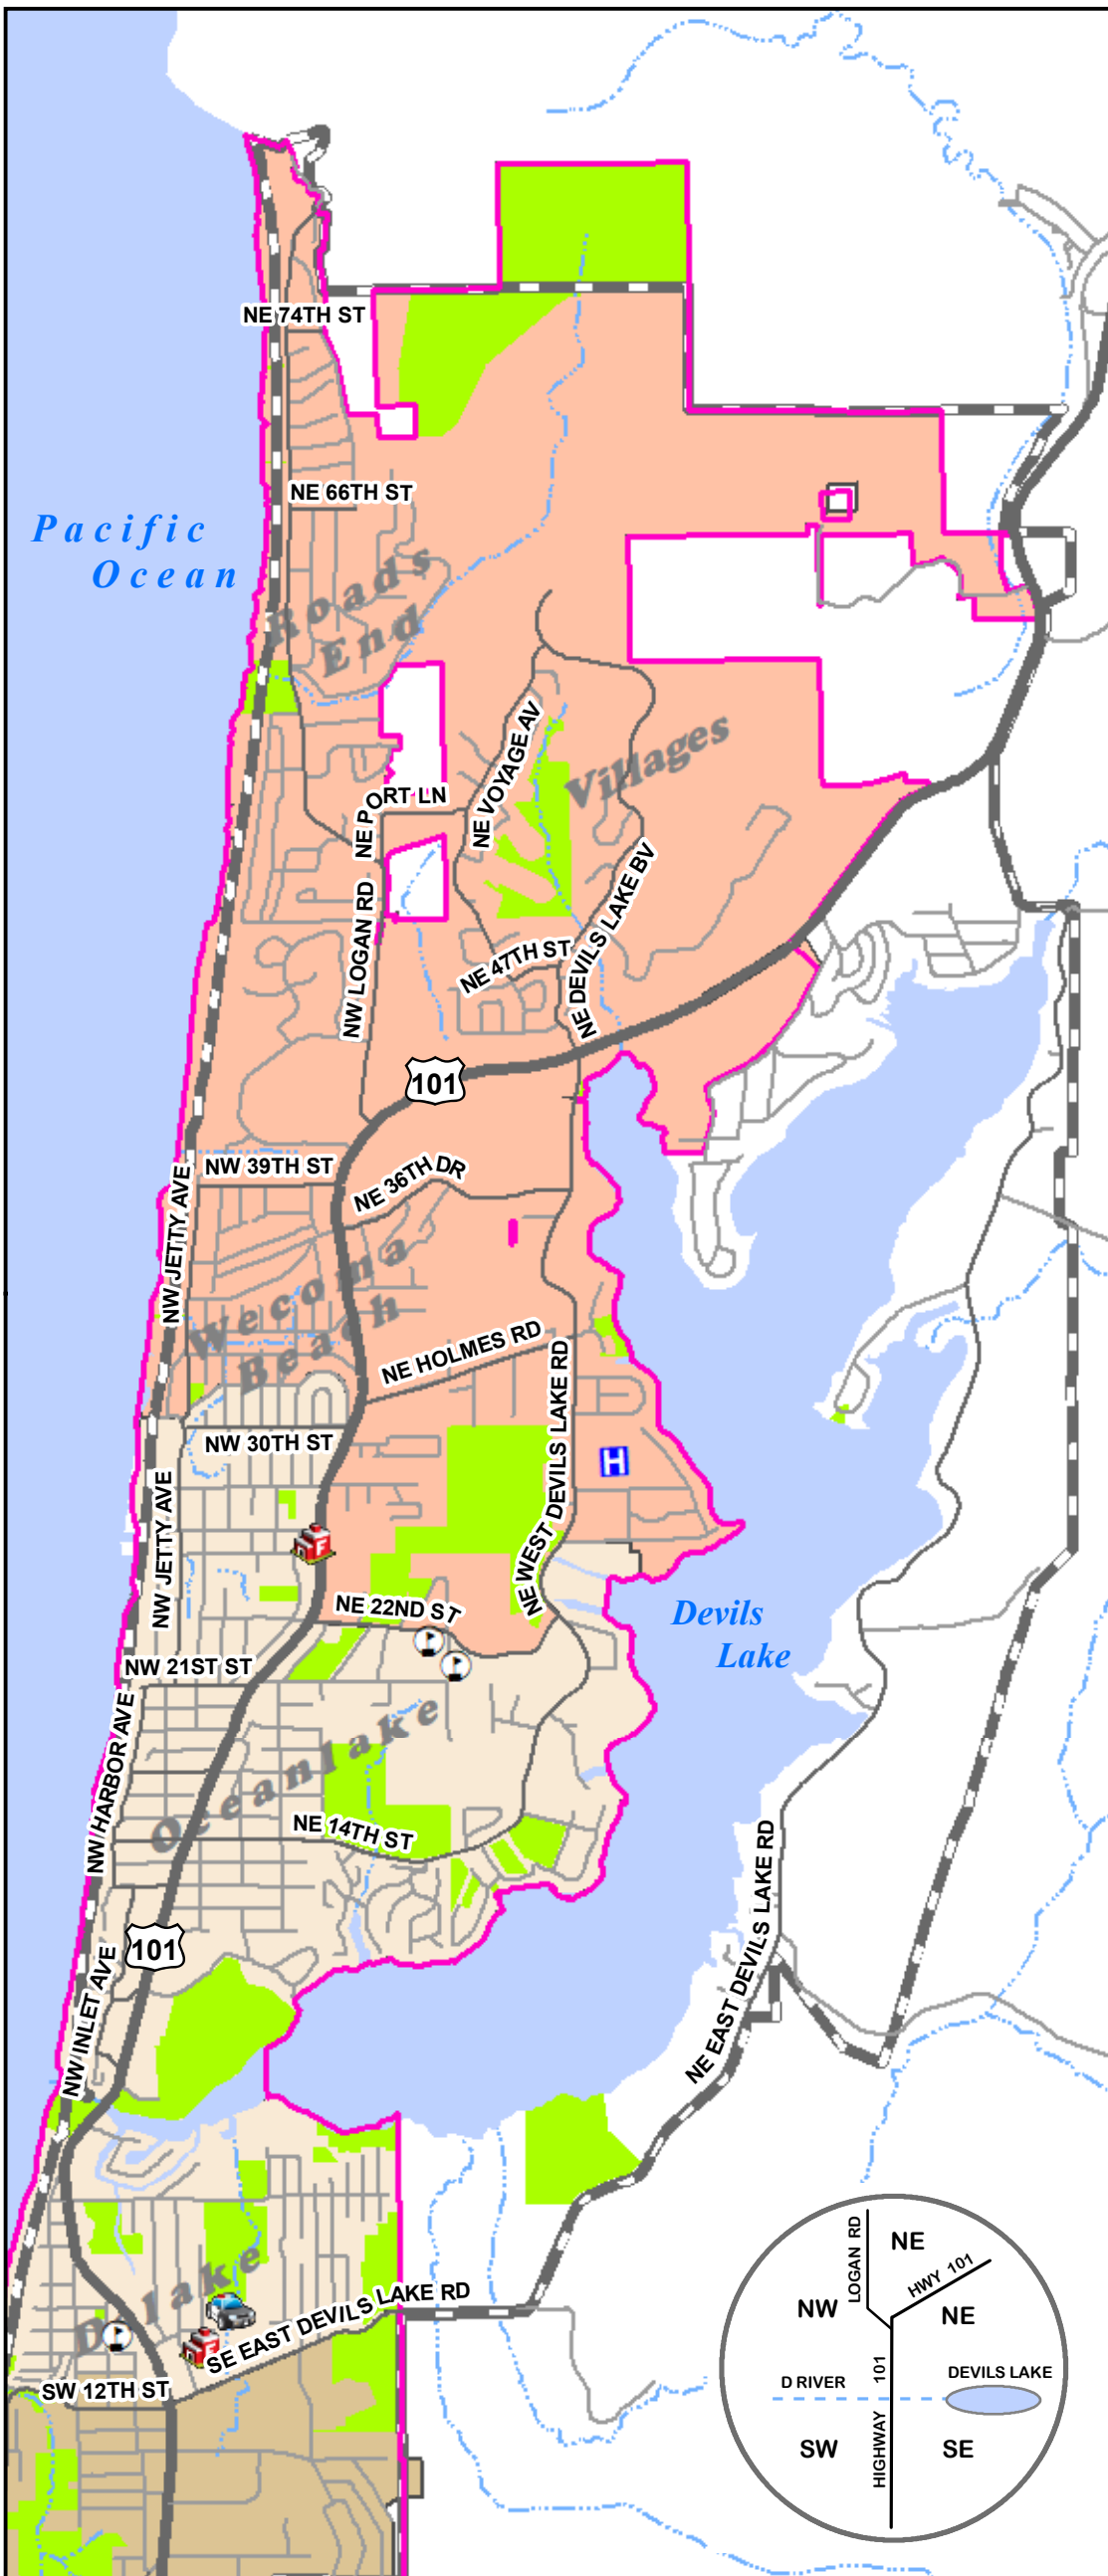 NE 74TH ST
NE 66TH ST
Pacific
Ocean
Roads
End
NE VOYAGE AV
Villages
NE PORT LN
NW LOGAN RD
NE DEVILS LAKE BV
NE 47TH ST
101
NW 39TH ST
NE 36TH DR
NW JETTY AVE
Wecoma
Beach
NE HOLMES RD
NE WEST DEVILS LAKE RD
NW 30TH ST
H
NW JETTY AVE
F
NE 22ND ST
Devils
Lake
NW 21ST ST
NW HARBOR AVE
Oceanlake
NE 14TH ST
NE EAST DEVILS LAKE RD
101
NW INLET AVE
D lake
SE EAST DEVILS LAKE RD
F
SW 12TH ST
LOGAN RD
NE
HWY 101
NW
NE
101
D RIVER
DEVILS LAKE
SW
HIGHWAY
SE